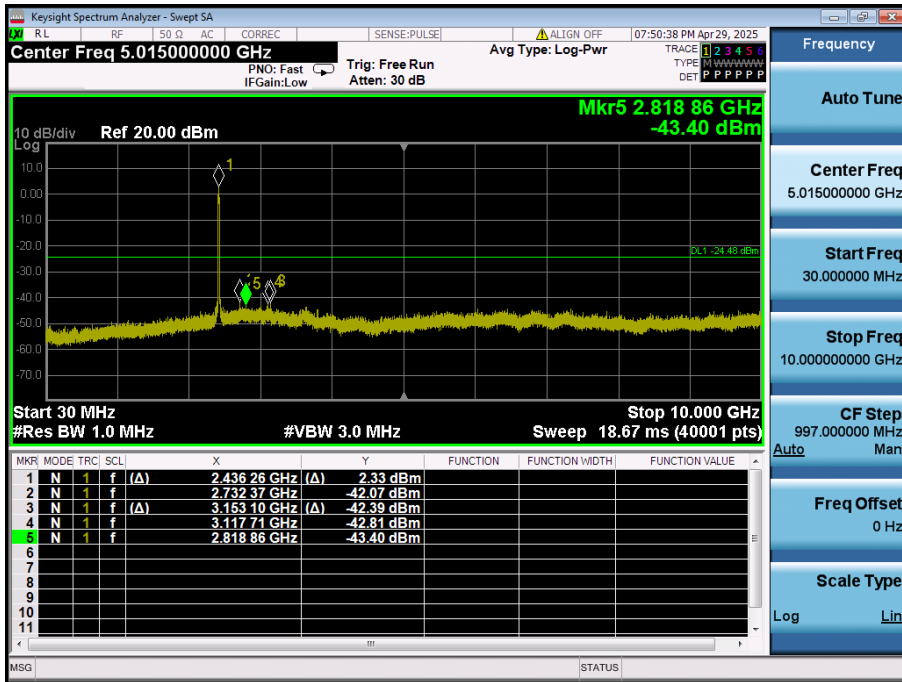 Keysight Spectrum Analyzer - Swept SA
LXI RL RF 50 Ω AC CORREC SENSE:PULSE ALIGN OFF 07:50:38 PM Apr 29, 2025
Center Freq 5.015000000 GHz
PNO: Fast
IFGain:Low
Trig: Free Run
Atten: 30 dB
Avg Type: Log-Pwr
TRACE 1 2 3 4 5 6
TYPE M WWWWW
DET P P P P P P
Mkr5 2.818 86 GHz
-43.40 dBm
10 dB/div Ref 20.00 dBm
Log
10.0
0.00
-10.0
-20.0
-30.0
-40.0
-50.0
-60.0
-70.0
1
DL1 -24.48 dBm
5
Start 30 MHz Stop 10.000 GHz
#Res BW 1.0 MHz #VBW 3.0 MHz Sweep 18.67 ms (40001 pts)
MKR MODE TRC SCL X Y FUNCTION FUNCTION WIDTH FUNCTION VALUE
1 N 1 f (Δ) 2.436 26 GHz (Δ) 2.33 dBm
2 N 1 f 2.732 37 GHz -42.07 dBm
3 N 1 f (Δ) 3.153 10 GHz (Δ) -42.39 dBm
4 N 1 f 3.117 71 GHz -42.81 dBm
5 N 1 f 2.818 86 GHz -43.40 dBm
6
7
8
9
10
11
MSG STATUS
Frequency
Auto Tune
Center Freq
5.015000000 GHz
Start Freq
30.000000 MHz
Stop Freq
10.000000000 GHz
CF Step
997.000000 MHz
Auto Man
Freq Offset
0 Hz
Scale Type
Log Lin